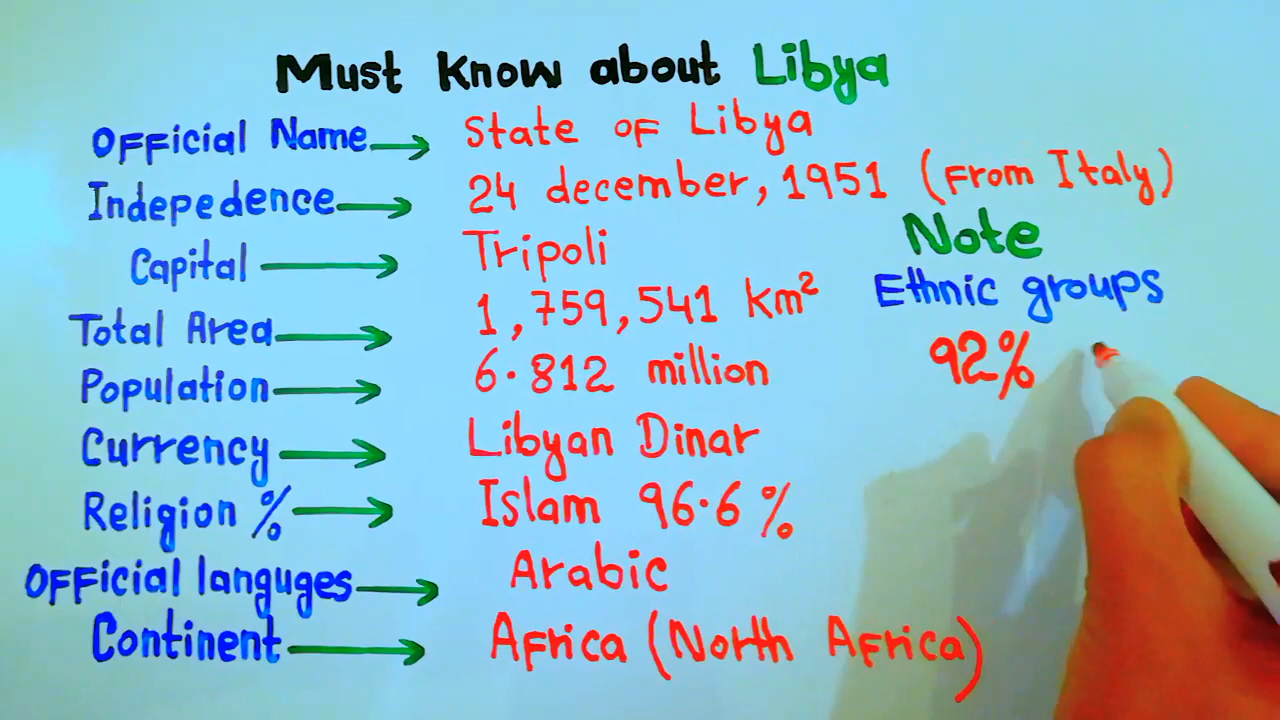 Must Know about Libya
Official Name → State of Libya
Indepedence → 24 december, 1951 (From Italy)
Capital → Tripoli
Total Area → 1,759,541 km²
Population → 6.812 million
Currency → Libyan Dinar
Religion % → Islam 96.6%
Official languges → Arabic
Continent → Africa (North Africa)
Note
Ethnic groups
92%